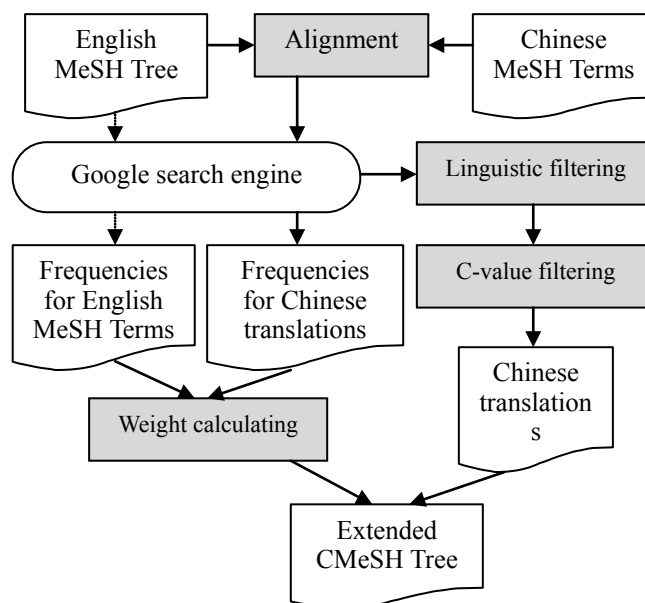 English
MeSH Tree
Alignment
Chinese
MeSH Terms
Google search engine
Linguistic filtering
Frequencies
for English
MeSH Terms
Frequencies
for Chinese
translations
C-value filtering
Chinese
translation
s
Weight calculating
Extended
CMeSH Tree